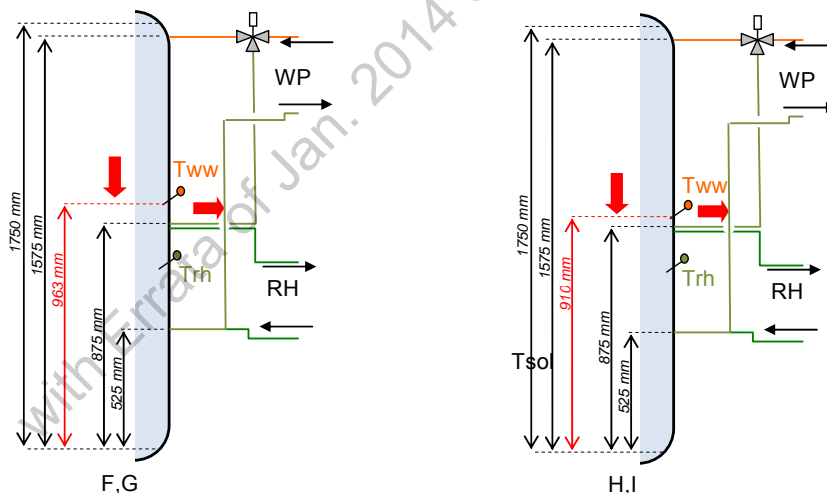 with Errata of Jan. 2014
1750 mm
1575 mm
963 mm
875 mm
525 mm
Tww
Trh
WP
RH
F,G
1750 mm
1575 mm
910 mm
875 mm
525 mm
Tsol
Tww
Trh
WP
RH
H,I